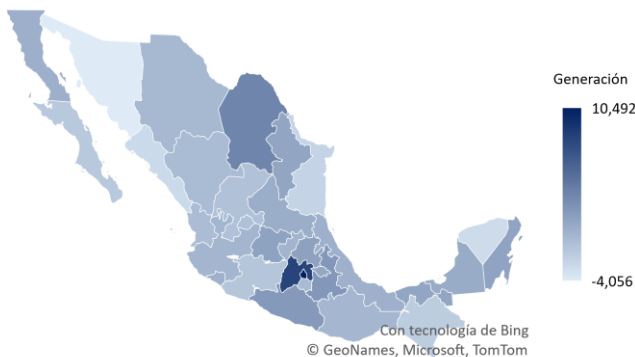 Generación
10,492
-4,056
Con tecnología de Bing
© GeoNames, Microsoft, TomTom